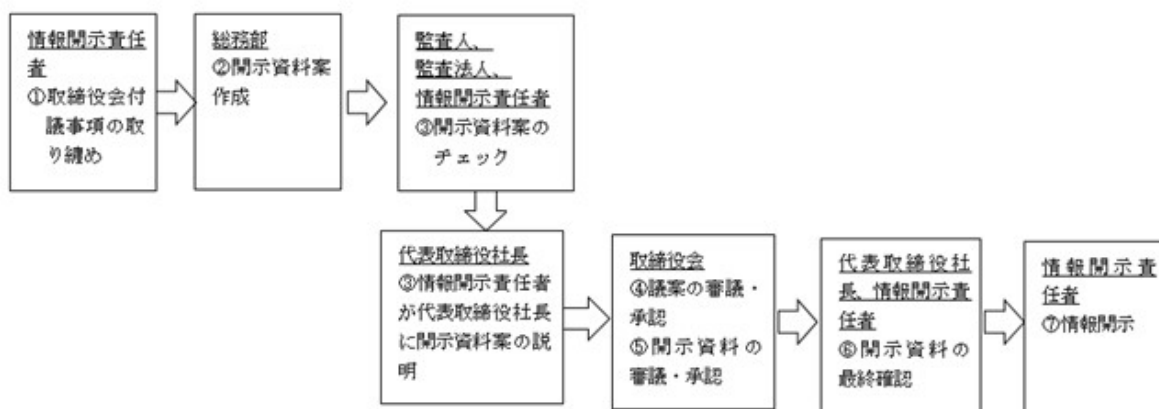 情報開示責任
者
①取締役会付
議事項の取
り纏め
総務部
②開示資料案
作成
監査人、
監査法人、
情報開示責任者
③開示資料案の
チェック
代表取締役社長
③情報開示責任者
が代表取締役社長
に開示資料案の説
明
取締役会
④議案の審議・
承認
⑤開示資料の
審議・承認
代表取締役社
長、情報開示責
任者
⑥開示資料の
最終確認
情報開示責
任者
⑦情報開示